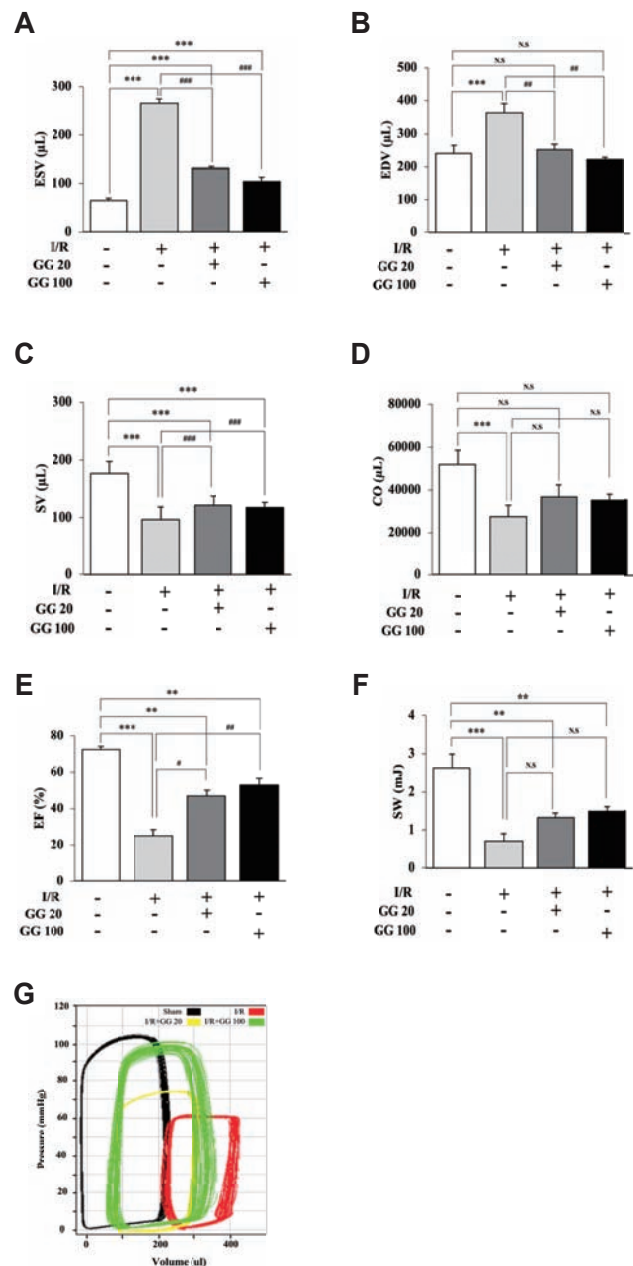 A
***
***
***
###
###
300
200
100
0
ESV (µL)
I/R - + + +
GG 20 - - + -
GG 100 - - - +
B
N.S
N.S
***
##
##
500
400
300
200
100
0
EDV (µL)
I/R - + + +
GG 20 - - + -
GG 100 - - - +
C
***
***
***
###
###
300
200
100
0
SV (µL)
I/R - + + +
GG 20 - - + -
GG 100 - - - +
D
N.S
N.S
***
N.S
N.S
80000
60000
40000
20000
0
CO (µL)
I/R - + + +
GG 20 - - + -
GG 100 - - - +
E
**
**
***
##
#
80
60
40
20
0
EF (%)
I/R - + + +
GG 20 - - + -
GG 100 - - - +
F
**
**
***
N.S
N.S
4
3
2
1
0
SW (mJ)
I/R - + + +
GG 20 - - + -
GG 100 - - - +
G
120
100
80
60
40
20
0
Pressure (mmHg)
Sham I/R
I/R+GG 20 I/R+GG 100
0 200 400
Volume (ul)